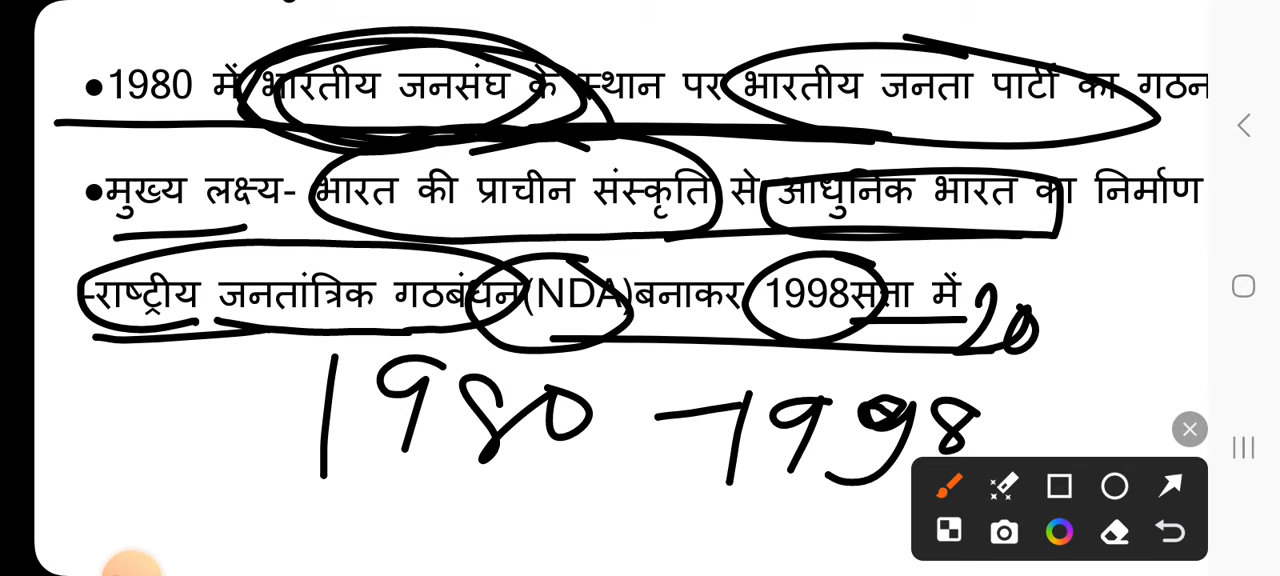 ●1980 में भारतीय जनसंघ के स्थान पर भारतीय जनता पार्टी का गठन
●मुख्य लक्ष्य- भारत की प्राचीन संस्कृति से आधुनिक भारत का निर्माण
-राष्ट्रीय जनतांत्रिक गठबंधन(NDA)बनाकर 1998सत्ता में
20
1980 - 1998